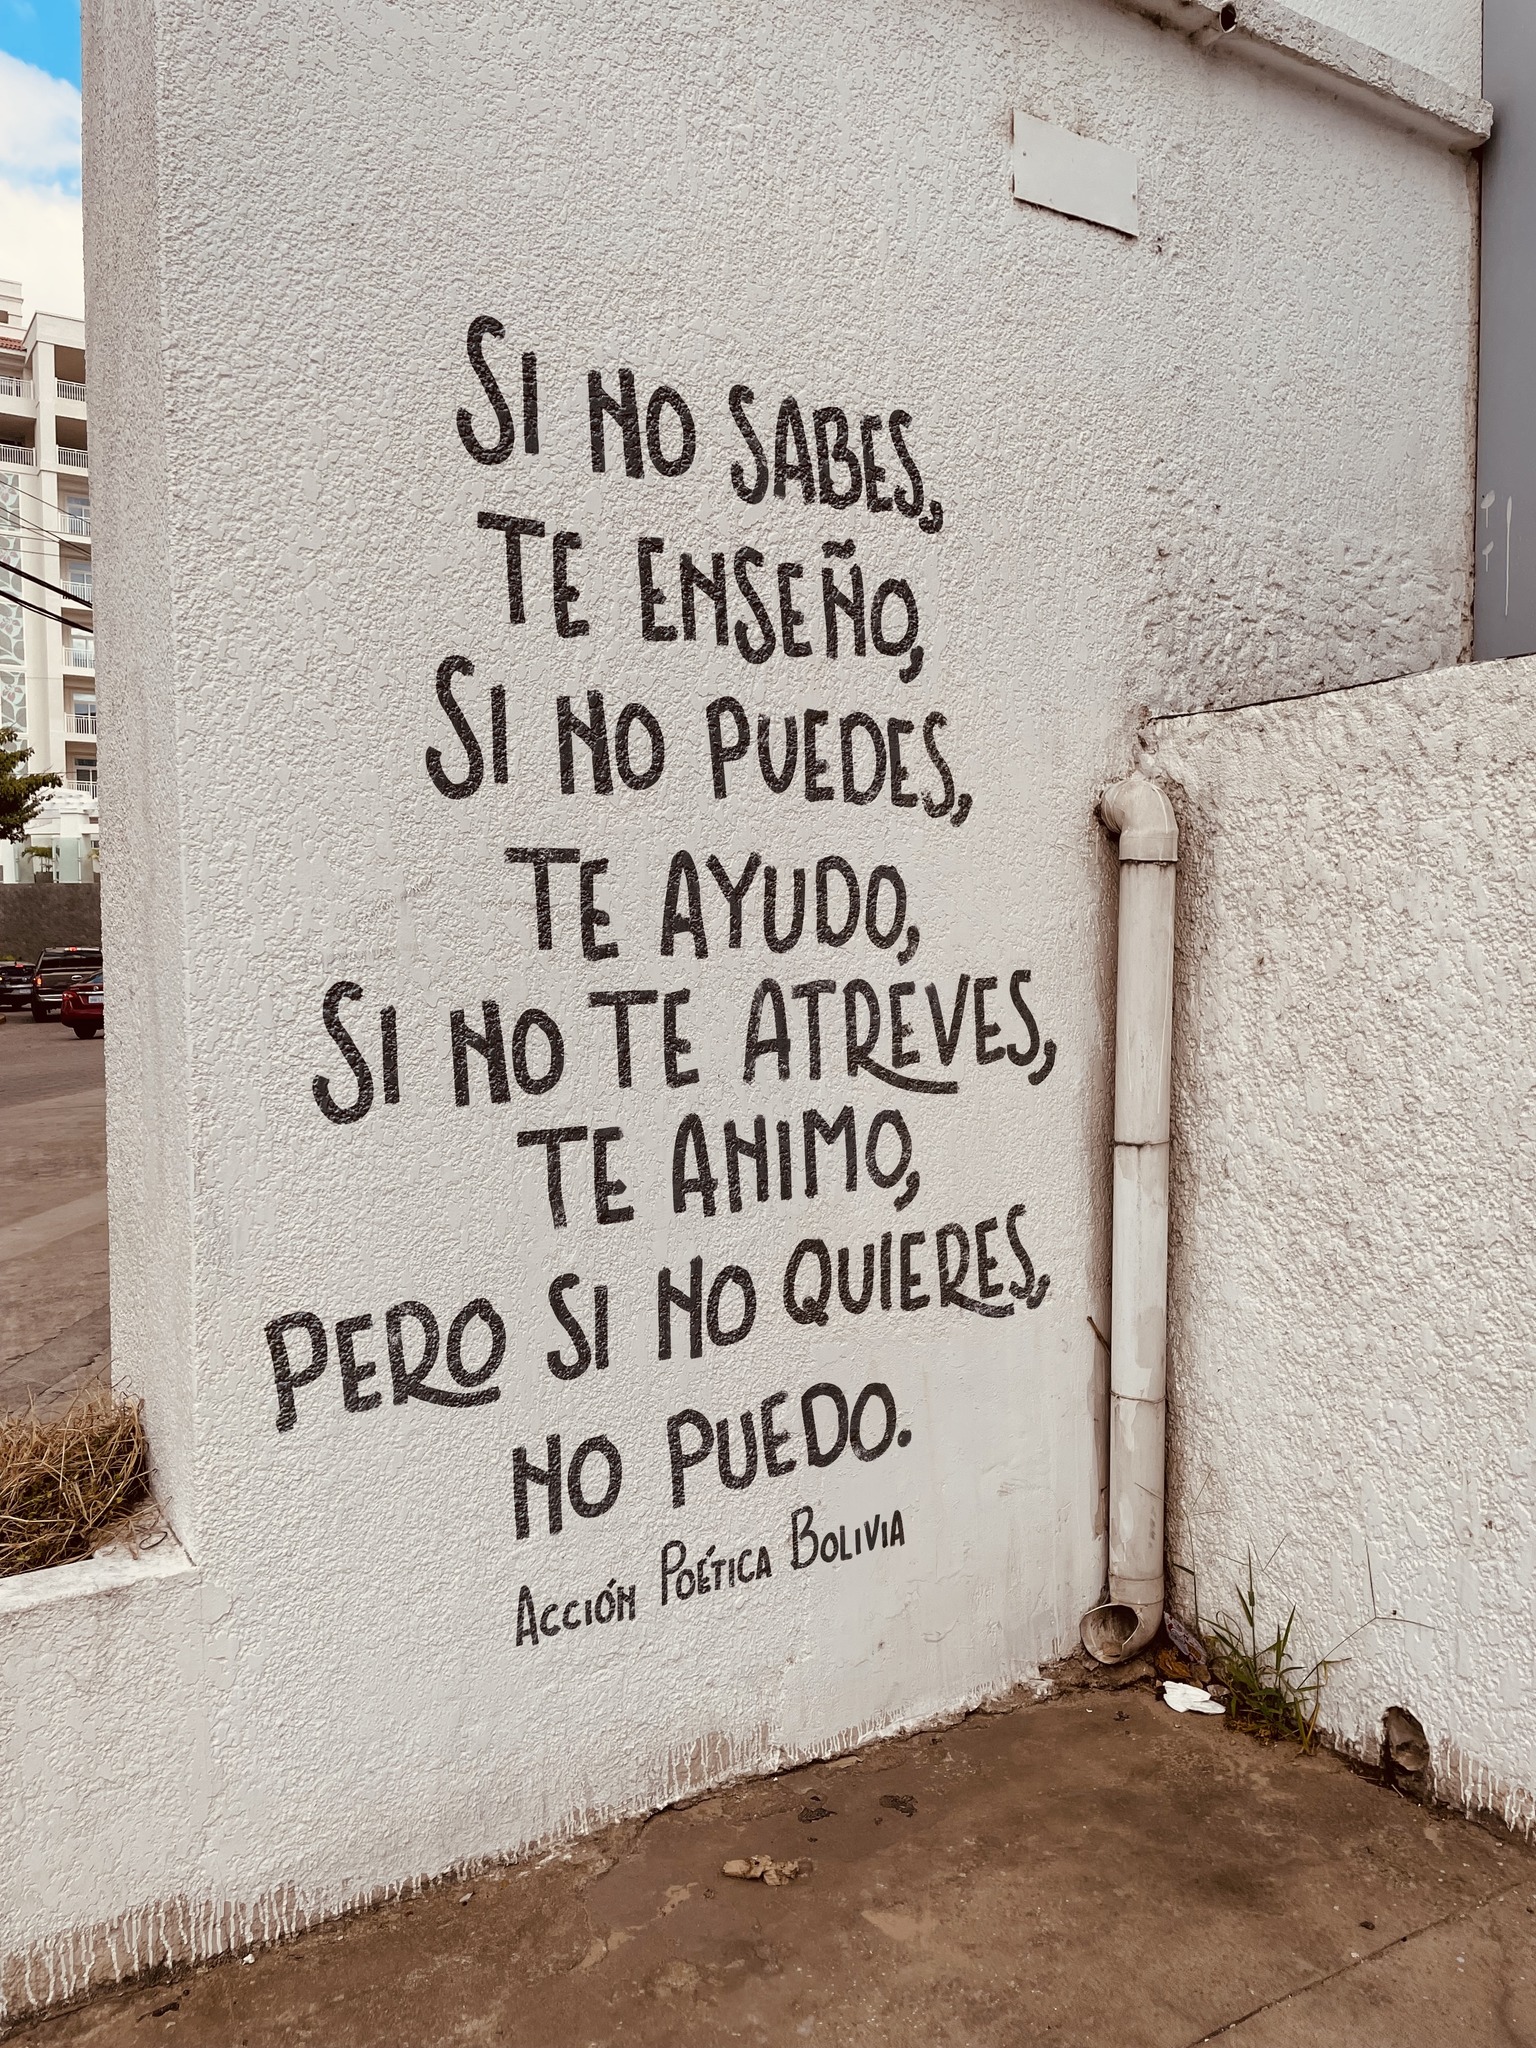 SI NO SABES,
TE ENSEÑO,
SI NO PUEDES,
TE AYUDO,
SI NO TE ATREVES,
TE ANIMO,
PERO SI NO QUIERES,
NO PUEDO.
ACCIÓN POÉTICA BOLIVIA